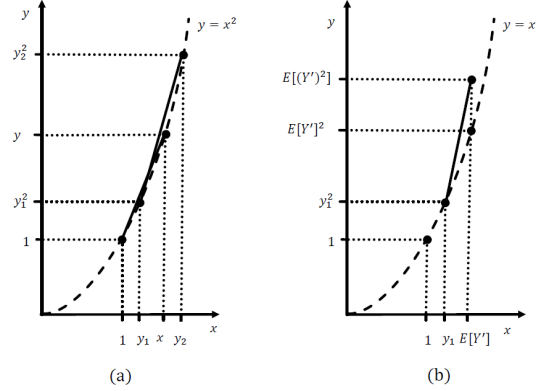 y
y = x²
y₂²
y
y₁²
1
1 y₁ x y₂
x
(a)
y
y = x
E[(Y′)²]
E[Y′]²
y₁²
1
1 y₁ E[Y′]
x
(b)